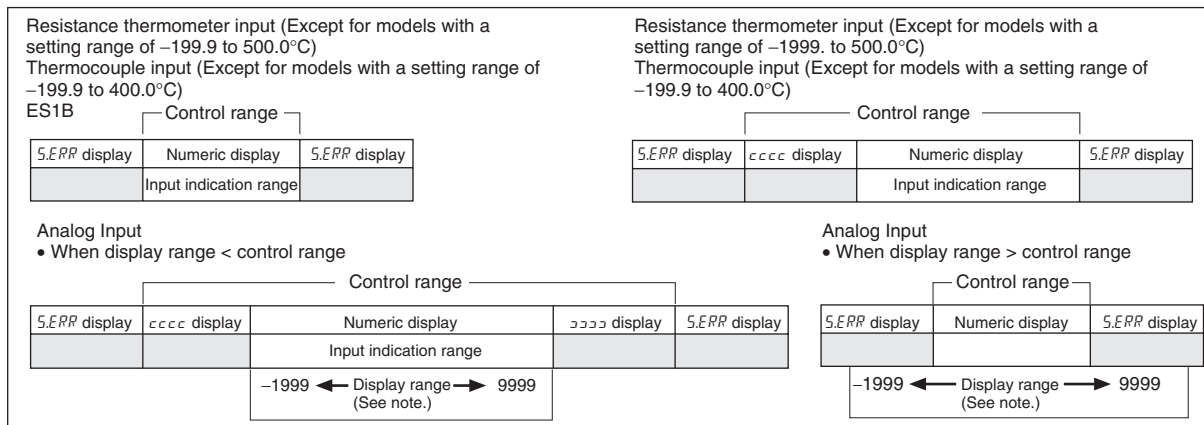 Resistance thermometer input (Except for models with a
setting range of −199.9 to 500.0°C)
Thermocouple input (Except for models with a setting range of
−199.9 to 400.0°C)
ES1B
Control range
S.ERR display
Numeric display
S.ERR display
Input indication range
Resistance thermometer input (Except for models with a
setting range of −1999. to 500.0°C)
Thermocouple input (Except for models with a setting range of
−199.9 to 400.0°C)
Control range
S.ERR display
cccc display
Numeric display
S.ERR display
Input indication range
Analog Input
• When display range < control range
Control range
S.ERR display
cccc display
Numeric display
ↄↄↄↄ display
S.ERR display
Input indication range
−1999 ◄ Display range ► 9999
(See note.)
Analog Input
• When display range > control range
Control range
S.ERR display
Numeric display
S.ERR display
−1999 ◄ Display range ► 9999
(See note.)